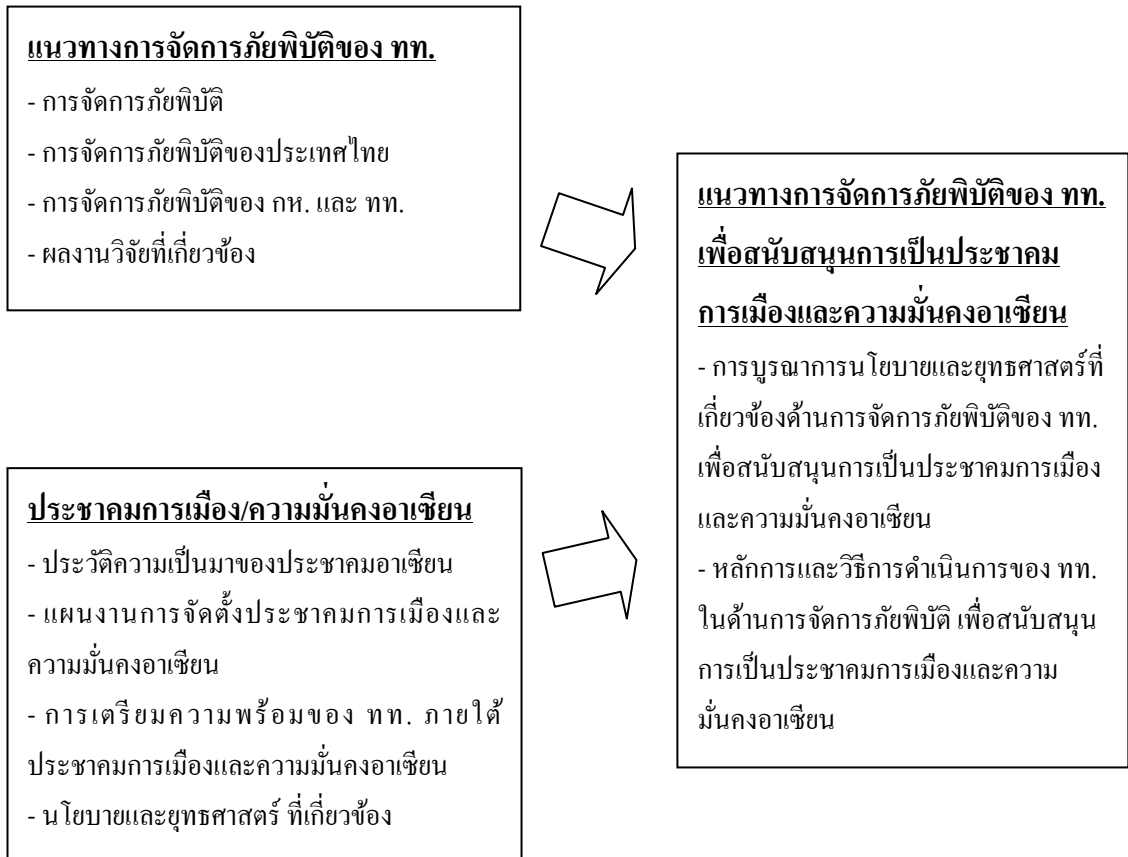 แนวทางการจัดการภัยพิบัติของ ทท.
- การจัดการภัยพิบัติ
- การจัดการภัยพิบัติของประเทศไทย
- การจัดการภัยพิบัติของ กห. และ ทท.
- ผลงานวิจัยที่เกี่ยวข้อง
ประชาคมการเมือง/ความมั่นคงอาเซียน
- ประวัติความเป็นมาของประชาคมอาเซียน
- แผนงานการจัดตั้งประชาคมการเมืองและ
ความมั่นคงอาเซียน
- การเตรียมความพร้อมของ ทท. ภายใต้
ประชาคมการเมืองและความมั่นคงอาเซียน
- นโยบายและยุทธศาสตร์ ที่เกี่ยวข้อง
แนวทางการจัดการภัยพิบัติของ ทท.
เพื่อสนับสนุนการเป็นประชาคม
การเมืองและความมั่นคงอาเซียน
- การบูรณาการนโยบายและยุทธศาสตร์ที่
เกี่ยวข้องด้านการจัดการภัยพิบัติของ ทท.
เพื่อสนับสนุนการเป็นประชาคมการเมือง
และความมั่นคงอาเซียน
- หลักการและวิธีการดำเนินการของ ทท.
ในด้านการจัดการภัยพิบัติ เพื่อสนับสนุน
การเป็นประชาคมการเมืองและความ
มั่นคงอาเซียน